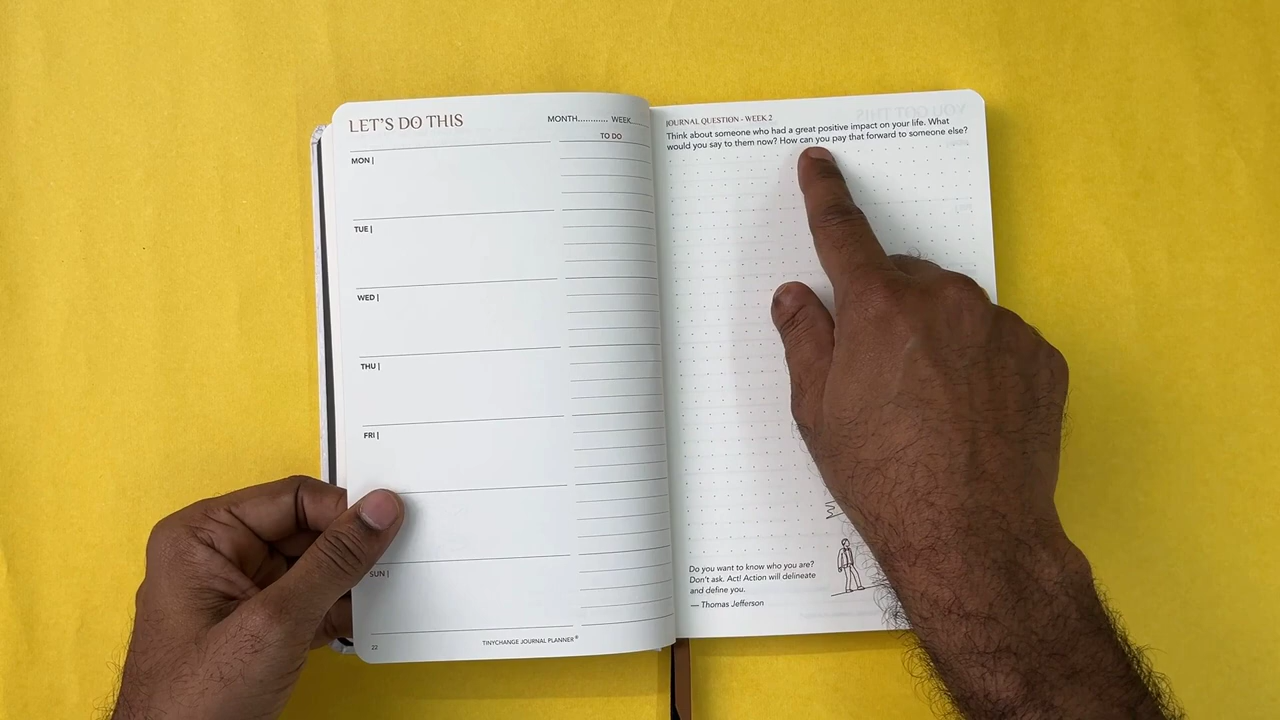 LET'S DO THIS
MONTH............ WEEK......
TO DO
MON |
TUE |
WED |
THU |
FRI |
SUN |
22
TINYCHANGE JOURNAL PLANNER®
JOURNAL QUESTION - WEEK 2
Think about someone who had a great positive impact on your life. What
would you say to them now? How can you pay that forward to someone else?
Do you want to know who you are?
Don't ask. Act! Action will delineate
and define you.
— Thomas Jefferson